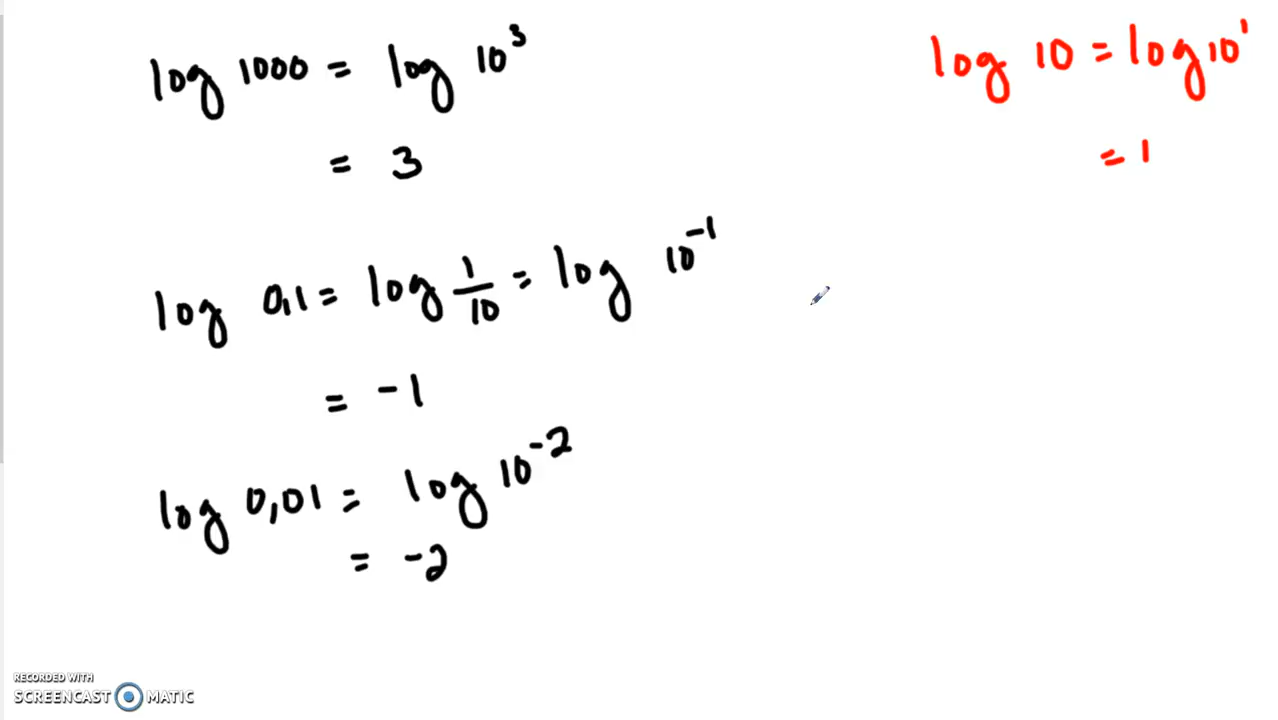 log 1000 = log 10³
= 3
log 10 = log 10¹
= 1
log 0,1 = log 1/10 = log 10⁻¹
= -1
log 0,01 = log 10⁻²
= -2
RECORDED WITH
SCREENCAST MATIC